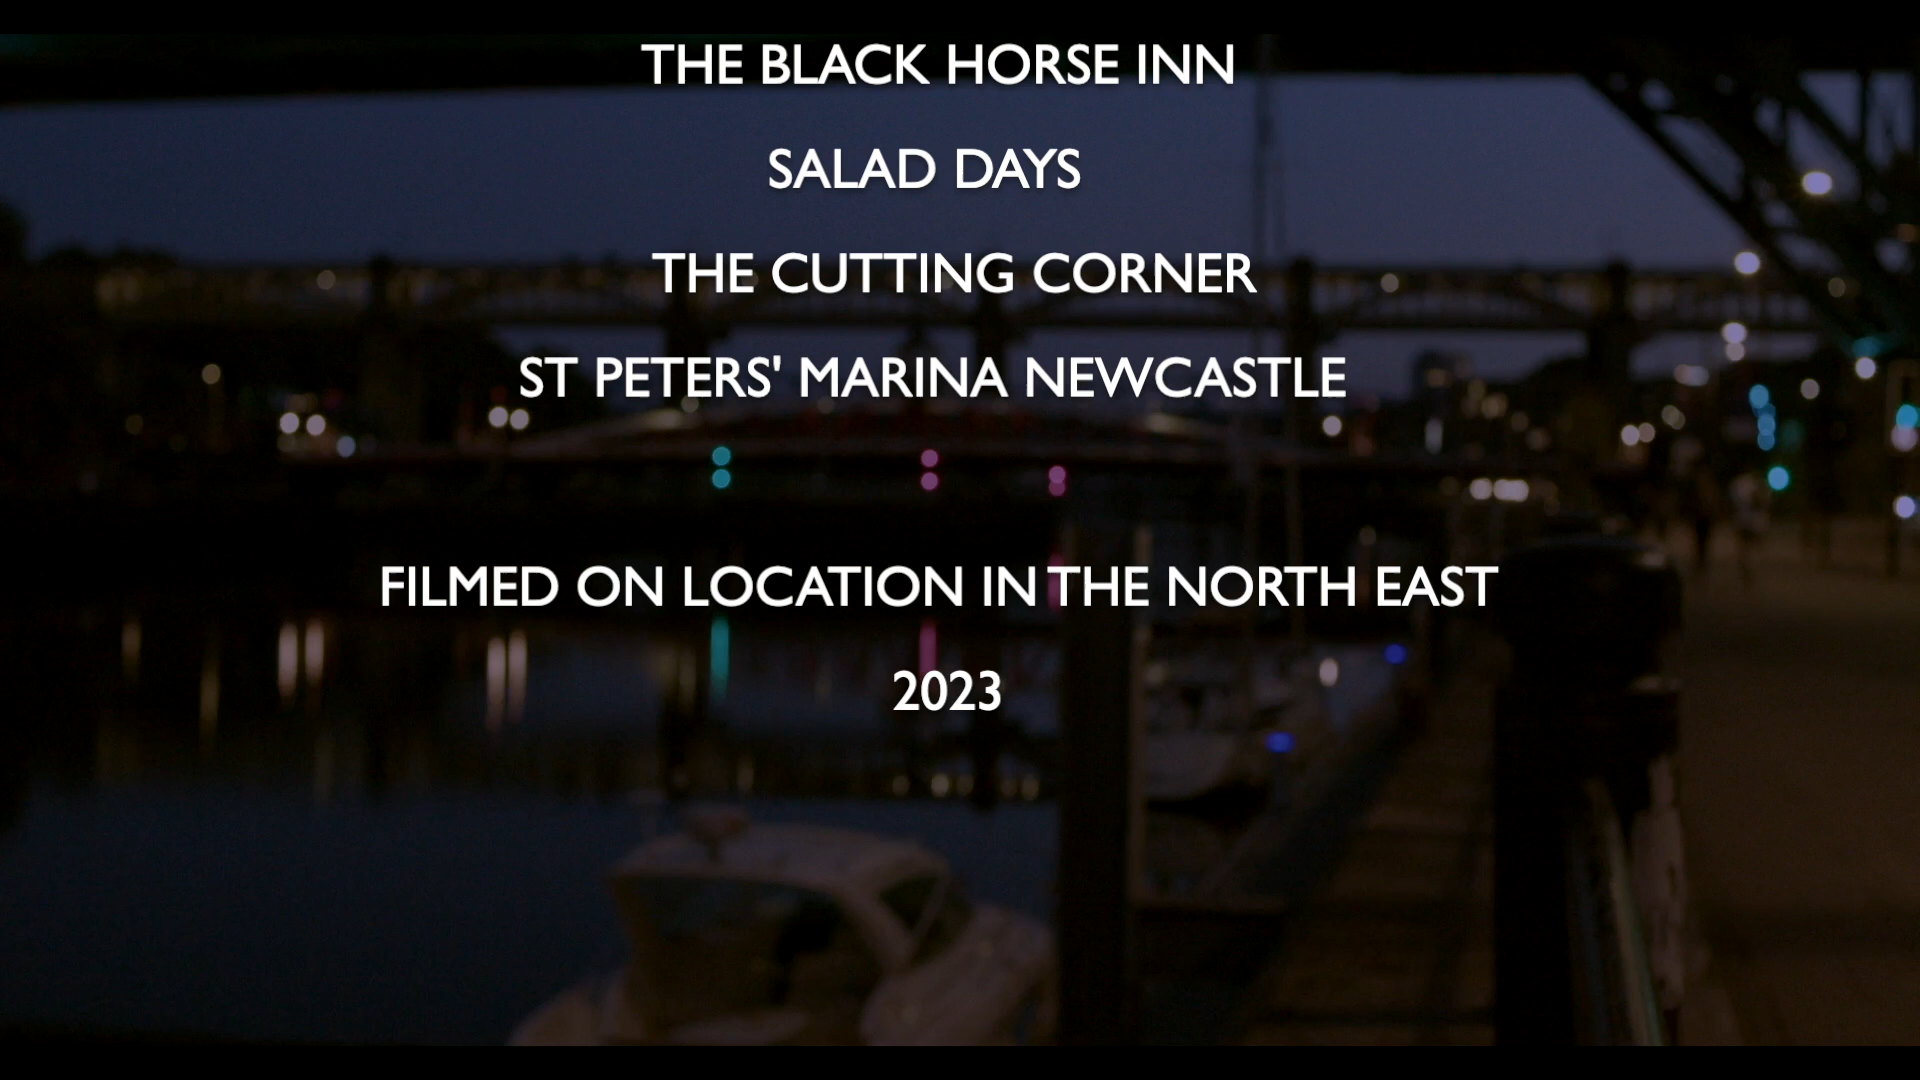 THE BLACK HORSE INN
SALAD DAYS
THE CUTTING CORNER
ST PETERS' MARINA NEWCASTLE
FILMED ON LOCATION IN THE NORTH EAST
2023